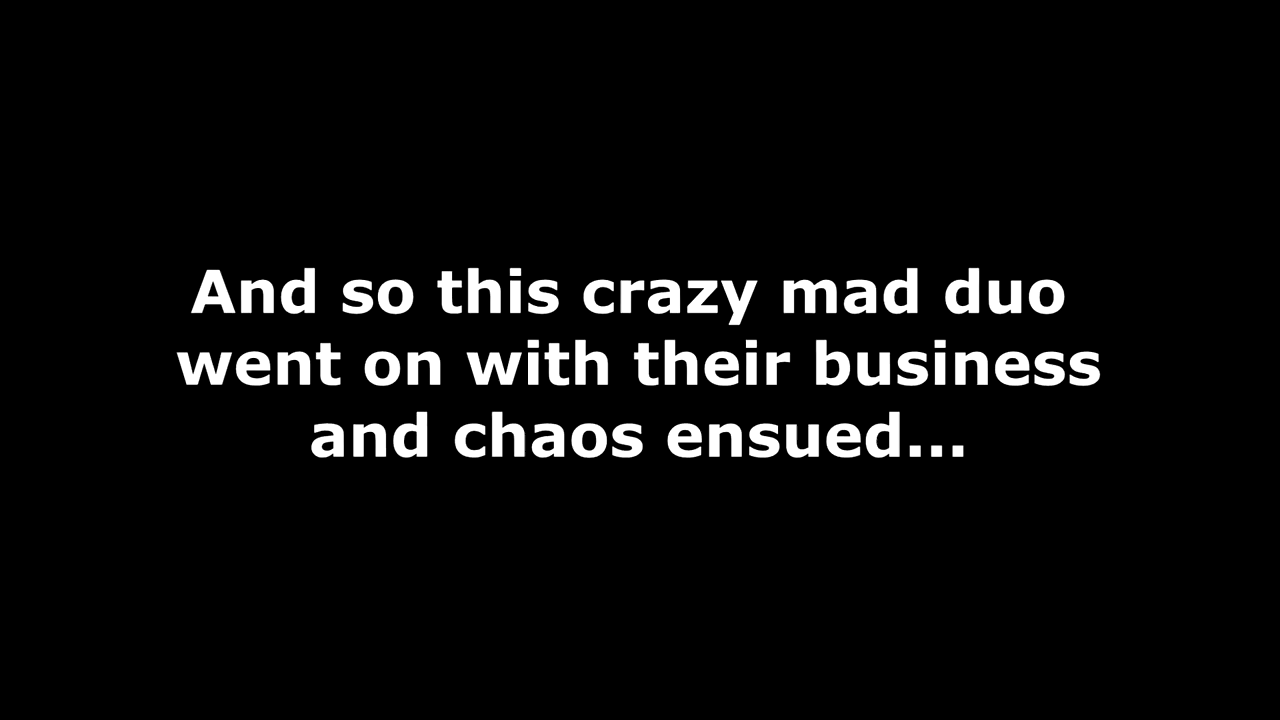 And so this crazy mad duo
went on with their business
and chaos ensued...